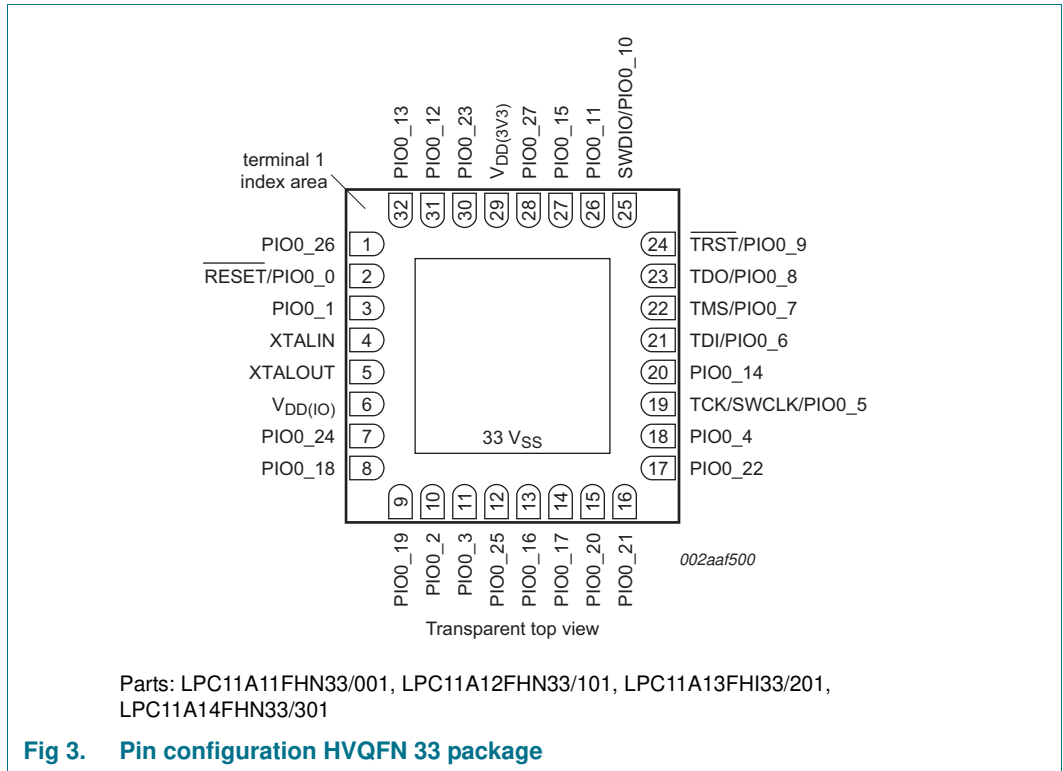 PIO0_13
PIO0_12
PIO0_23
VDD(3V3)
PIO0_27
PIO0_15
PIO0_11
SWDIO/PIO0_10
terminal 1
index area
32
31
30
29
28
27
26
25
PIO0_26 1
RESET/PIO0_0 2
PIO0_1 3
XTALIN 4
XTALOUT 5
VDD(IO) 6
PIO0_24 7
PIO0_18 8
24 TRST/PIO0_9
23 TDO/PIO0_8
22 TMS/PIO0_7
21 TDI/PIO0_6
20 PIO0_14
19 TCK/SWCLK/PIO0_5
18 PIO0_4
17 PIO0_22
33 VSS
9
10
11
12
13
14
15
16
PIO0_19
PIO0_2
PIO0_3
PIO0_25
PIO0_16
PIO0_17
PIO0_20
PIO0_21
002aaf500
Transparent top view
Parts: LPC11A11FHN33/001, LPC11A12FHN33/101, LPC11A13FHI33/201,
LPC11A14FHN33/301
Fig 3. Pin configuration HVQFN 33 package